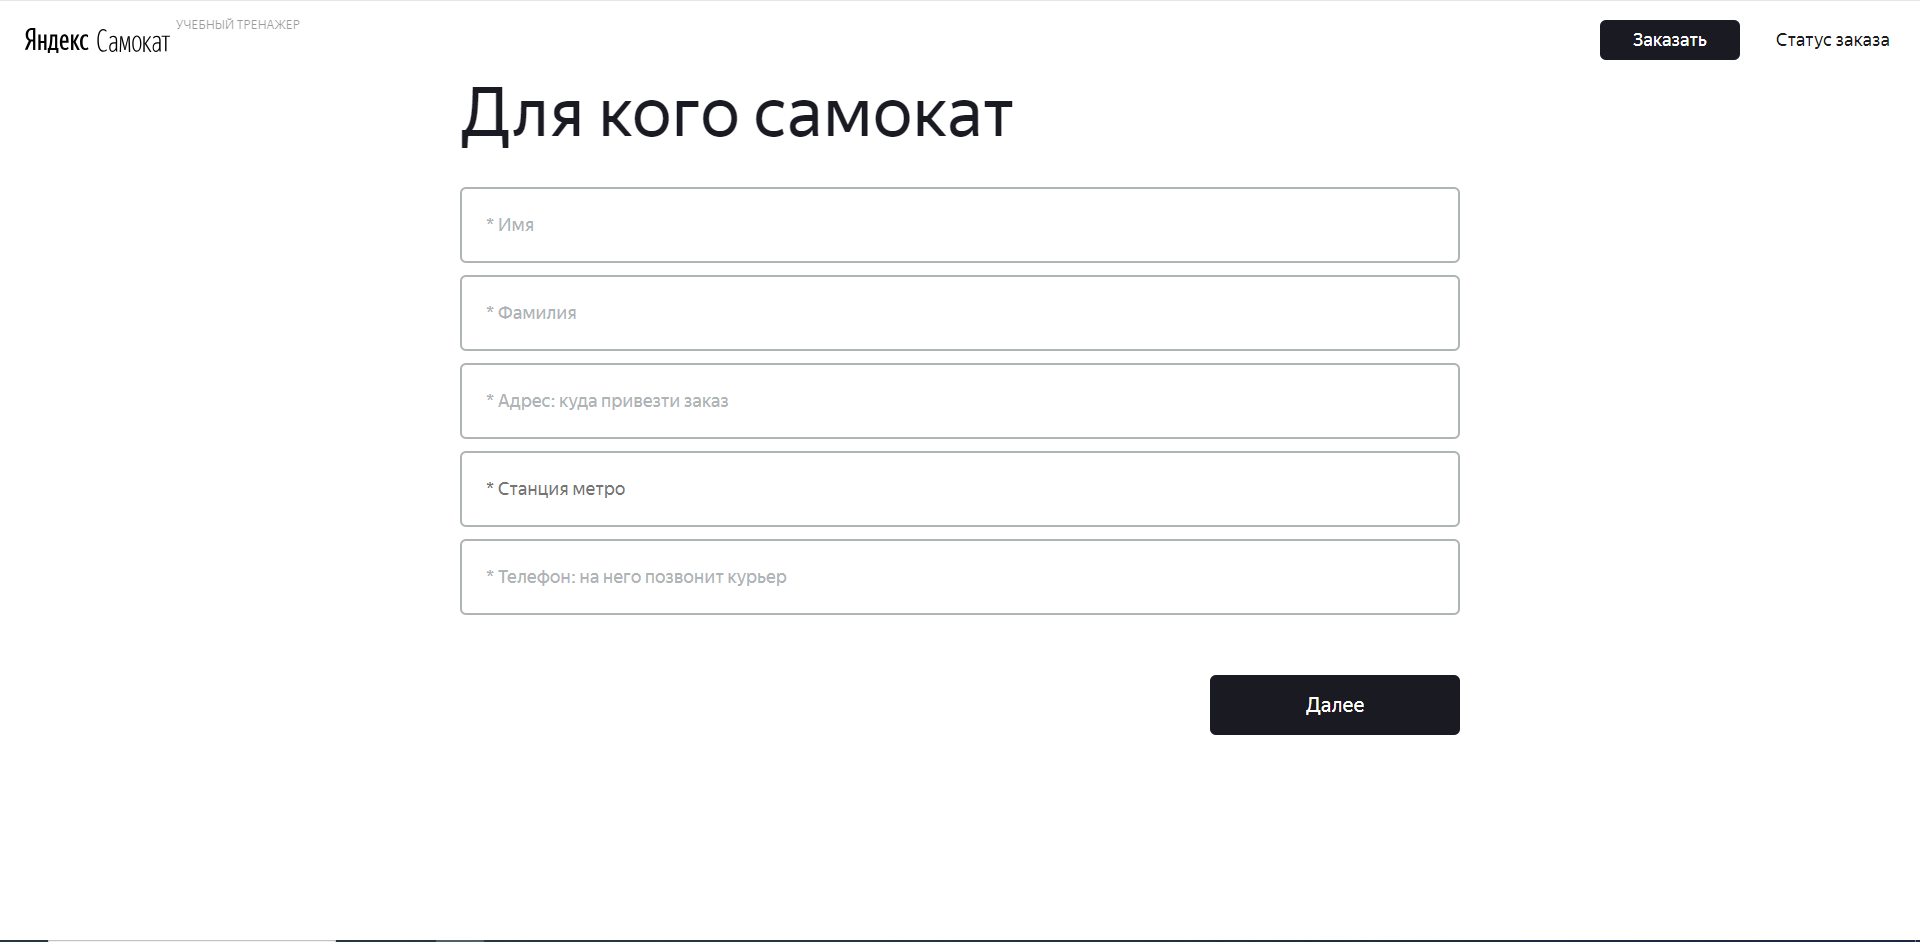 Яндекс Самокат
УЧЕБНЫЙ ТРЕНАЖЕР
Заказать
Статус заказа
Для кого самокат
* Имя
* Фамилия
* Адрес: куда привезти заказ
* Станция метро
* Телефон: на него позвонит курьер
Далее